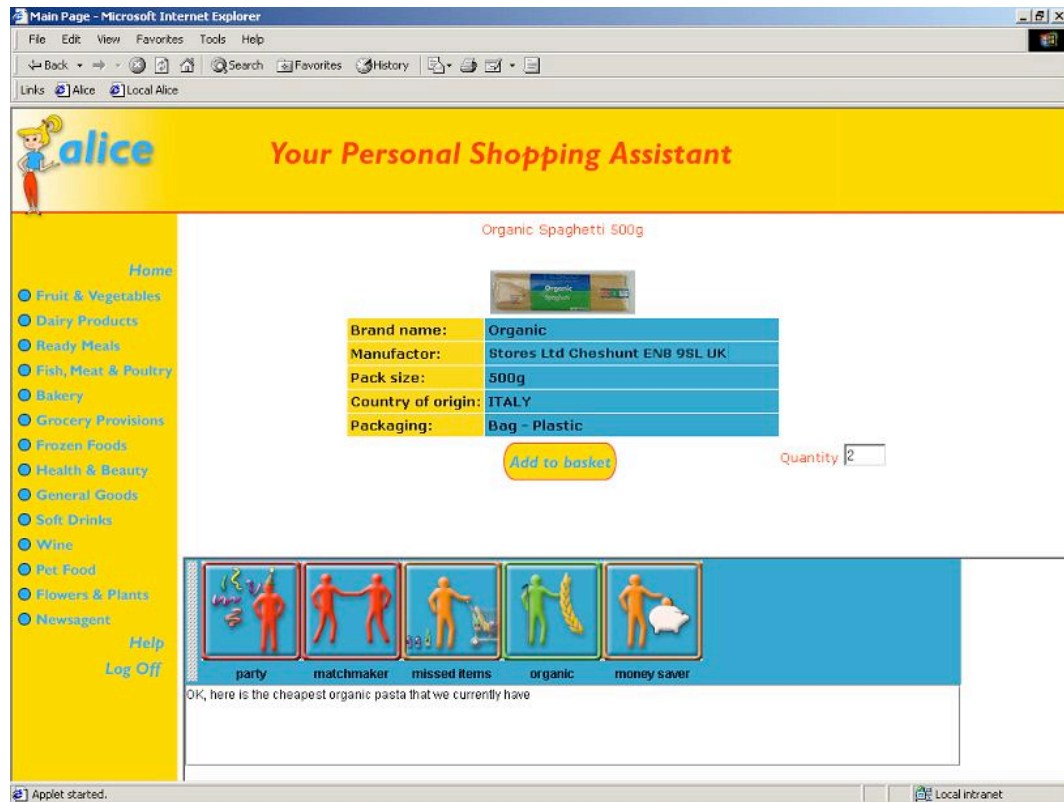 Main Page - Microsoft Internet Explorer
File Edit View Favorites Tools Help
Back Search Favorites History
Links Alice Local Alice
alice
Your Personal Shopping Assistant
Organic Spaghetti 500g
Organic
Home
Fruit & Vegetables
Dairy Products
Ready Meals
Fish, Meat & Poultry
Bakery
Grocery Provisions
Frozen Foods
Health & Beauty
General Goods
Soft Drinks
Wine
Pet Food
Flowers & Plants
Newsagent
Help
Log Off
Brand name: Organic
Manufactor: Stores Ltd Cheshunt EN8 9SL UK
Pack size: 500g
Country of origin: ITALY
Packaging: Bag - Plastic
Add to basket
Quantity 2
party matchmaker missed items organic money saver
OK, here is the cheapest organic pasta that we currently have
Applet started. Local intranet